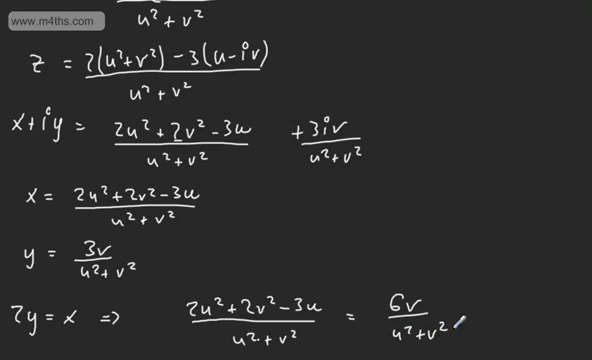 www.m4ths.com
u² + v²
z = 2(u²+v²) - 3(u-iv) / u² + v²
x+iy = 2u² + 2v² - 3u / u² + v² + 3iv / u² + v²
x = 2u² + 2v² - 3u / u² + v²
y = 3v / u² + v²
2y = x ⇒ 2u² + 2v² - 3u / u² + v² = 6v / u² + v²